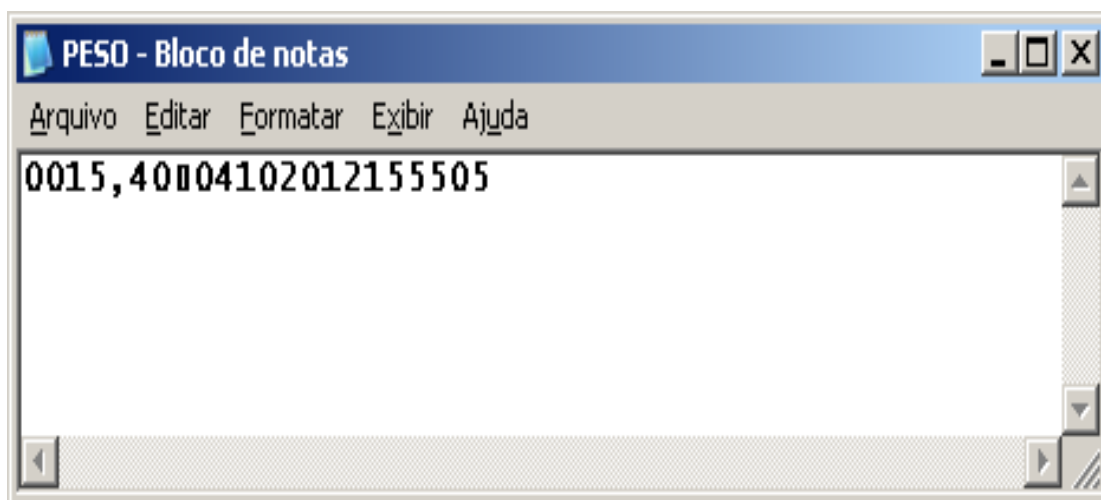 PESO - Bloco de notas
Arquivo Editar Formatar Exibir Ajuda
0015,40▯04102012155505